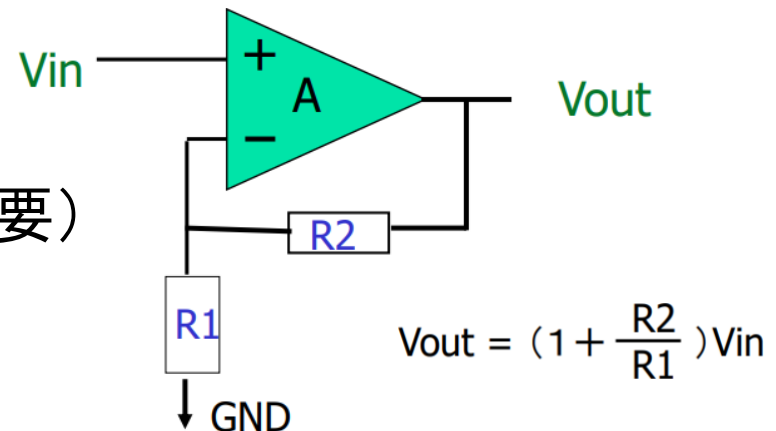 Vin
+
A
−
Vout
要）
R2
R1
Vout = （1＋ R2/R1 ）Vin
GND